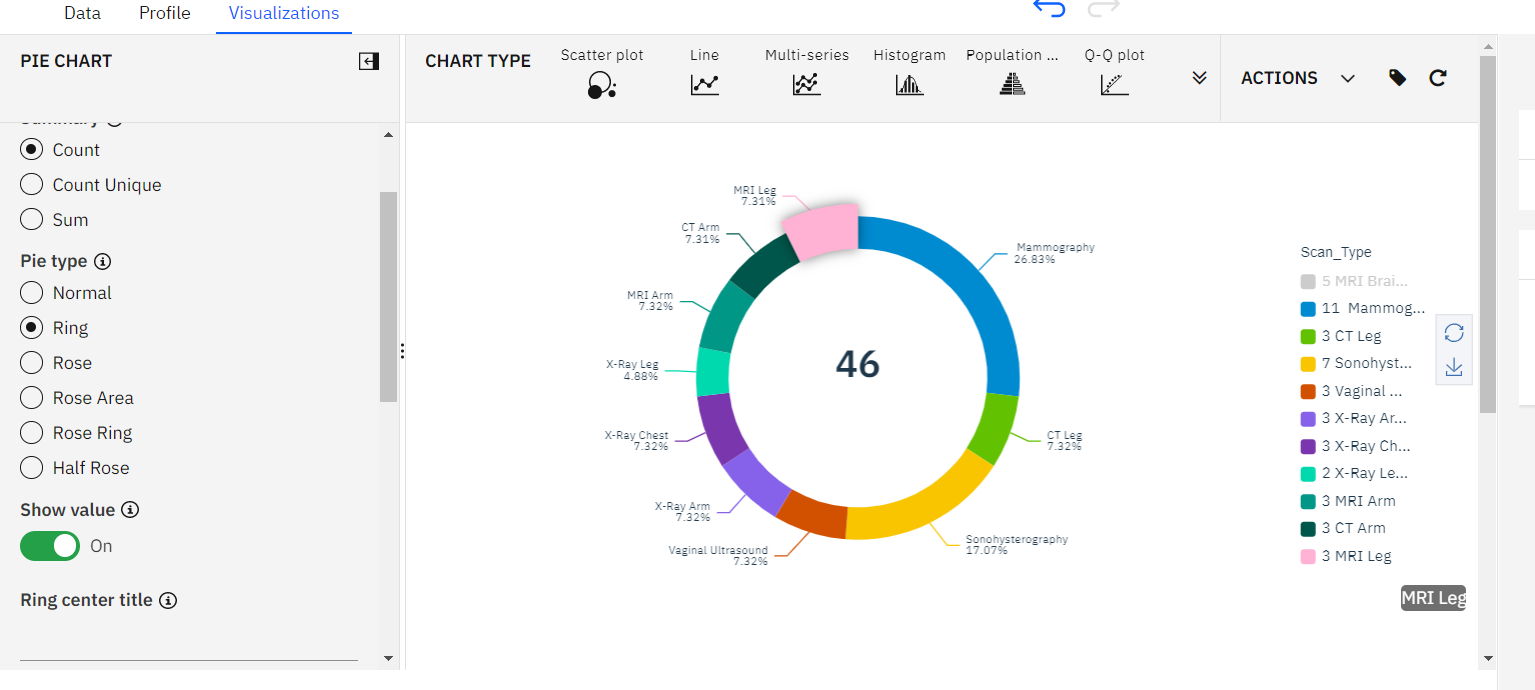 Data Profile Visualizations
PIE CHART
Summary
Count
Count Unique
Sum
Pie type
Normal
Ring
Rose
Rose Area
Rose Ring
Half Rose
Show value
On
Ring center title
CHART TYPE
Scatter plot
Line
Multi-series
Histogram
Population ...
Q-Q plot
ACTIONS
MRI Leg
7.31%
CT Arm
7.31%
MRI Arm
7.32%
X-Ray Leg
4.88%
X-Ray Chest
7.32%
X-Ray Arm
7.32%
Vaginal Ultrasound
7.32%
46
Mammography
26.83%
CT Leg
7.32%
Sonohysterography
17.07%
Scan_Type
5 MRI Brai...
11 Mammog...
3 CT Leg
7 Sonohyst...
3 Vaginal ...
3 X-Ray Ar...
3 X-Ray Ch...
2 X-Ray Le...
3 MRI Arm
3 CT Arm
3 MRI Leg
MRI Leg